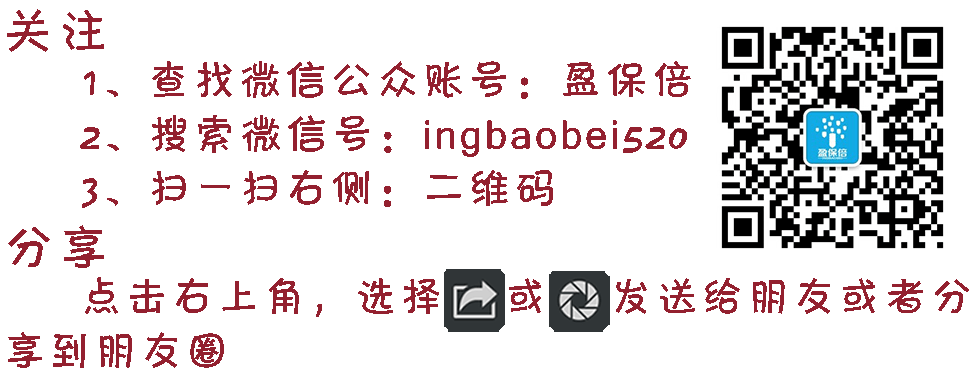 关注
1、查找微信公众账号：盈保倍
2、搜索微信号：ingbaobei520
3、扫一扫右侧：二维码
盈保倍
分享
点击右上角，选择或发送给朋友或者分
享到朋友圈